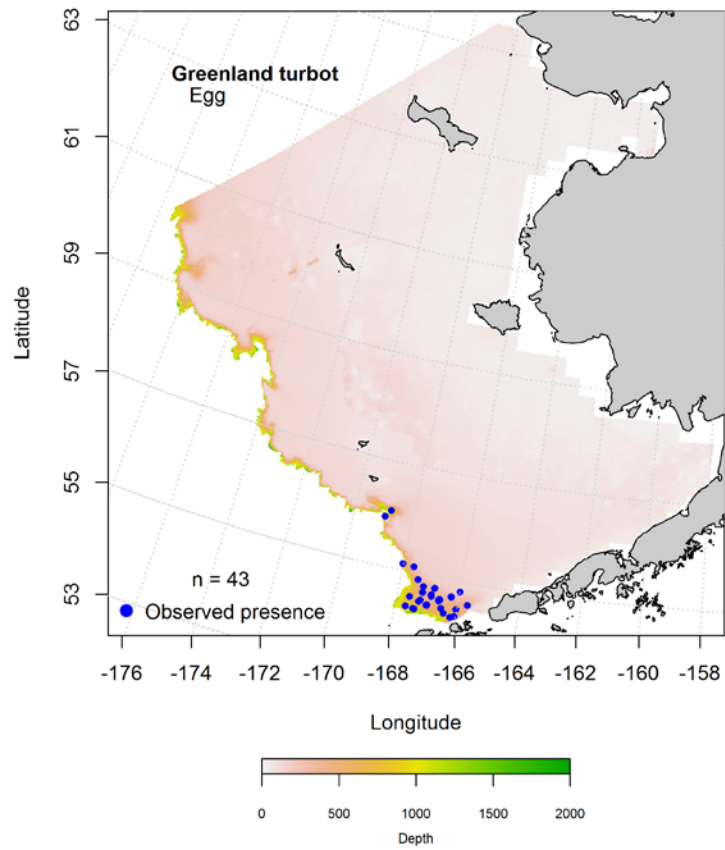 Greenland turbot
Egg
63
61
59
57
55
53
Latitude
n = 43
Observed presence
-176 -174 -172 -170 -168 -166 -164 -162 -160 -158
Longitude
0 500 1000 1500 2000
Depth